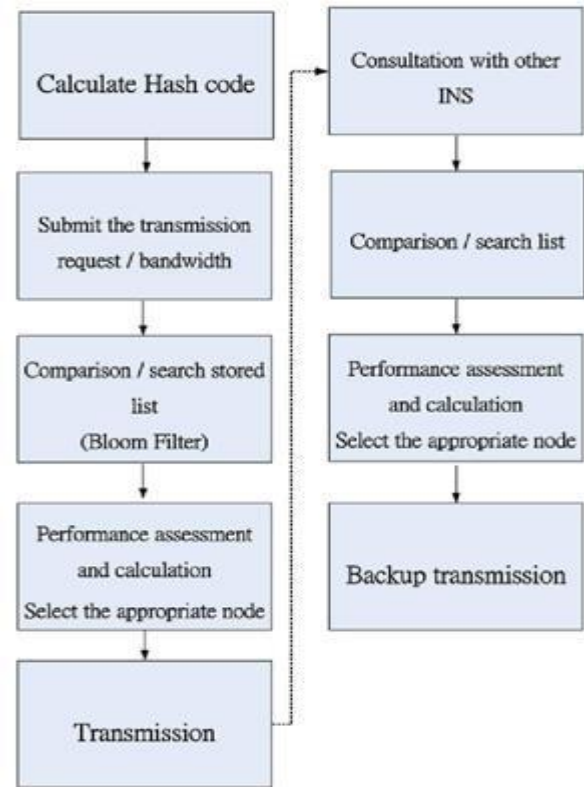 Calculate Hash code
Submit the transmission
request / bandwidth
Comparison / search stored
list
(Bloom Filter)
Performance assessment
and calculation
Select the appropriate node
Transmission
Consultation with other
INS
Comparison / search list
Performance assessment
and calculation
Select the appropriate node
Backup transmission